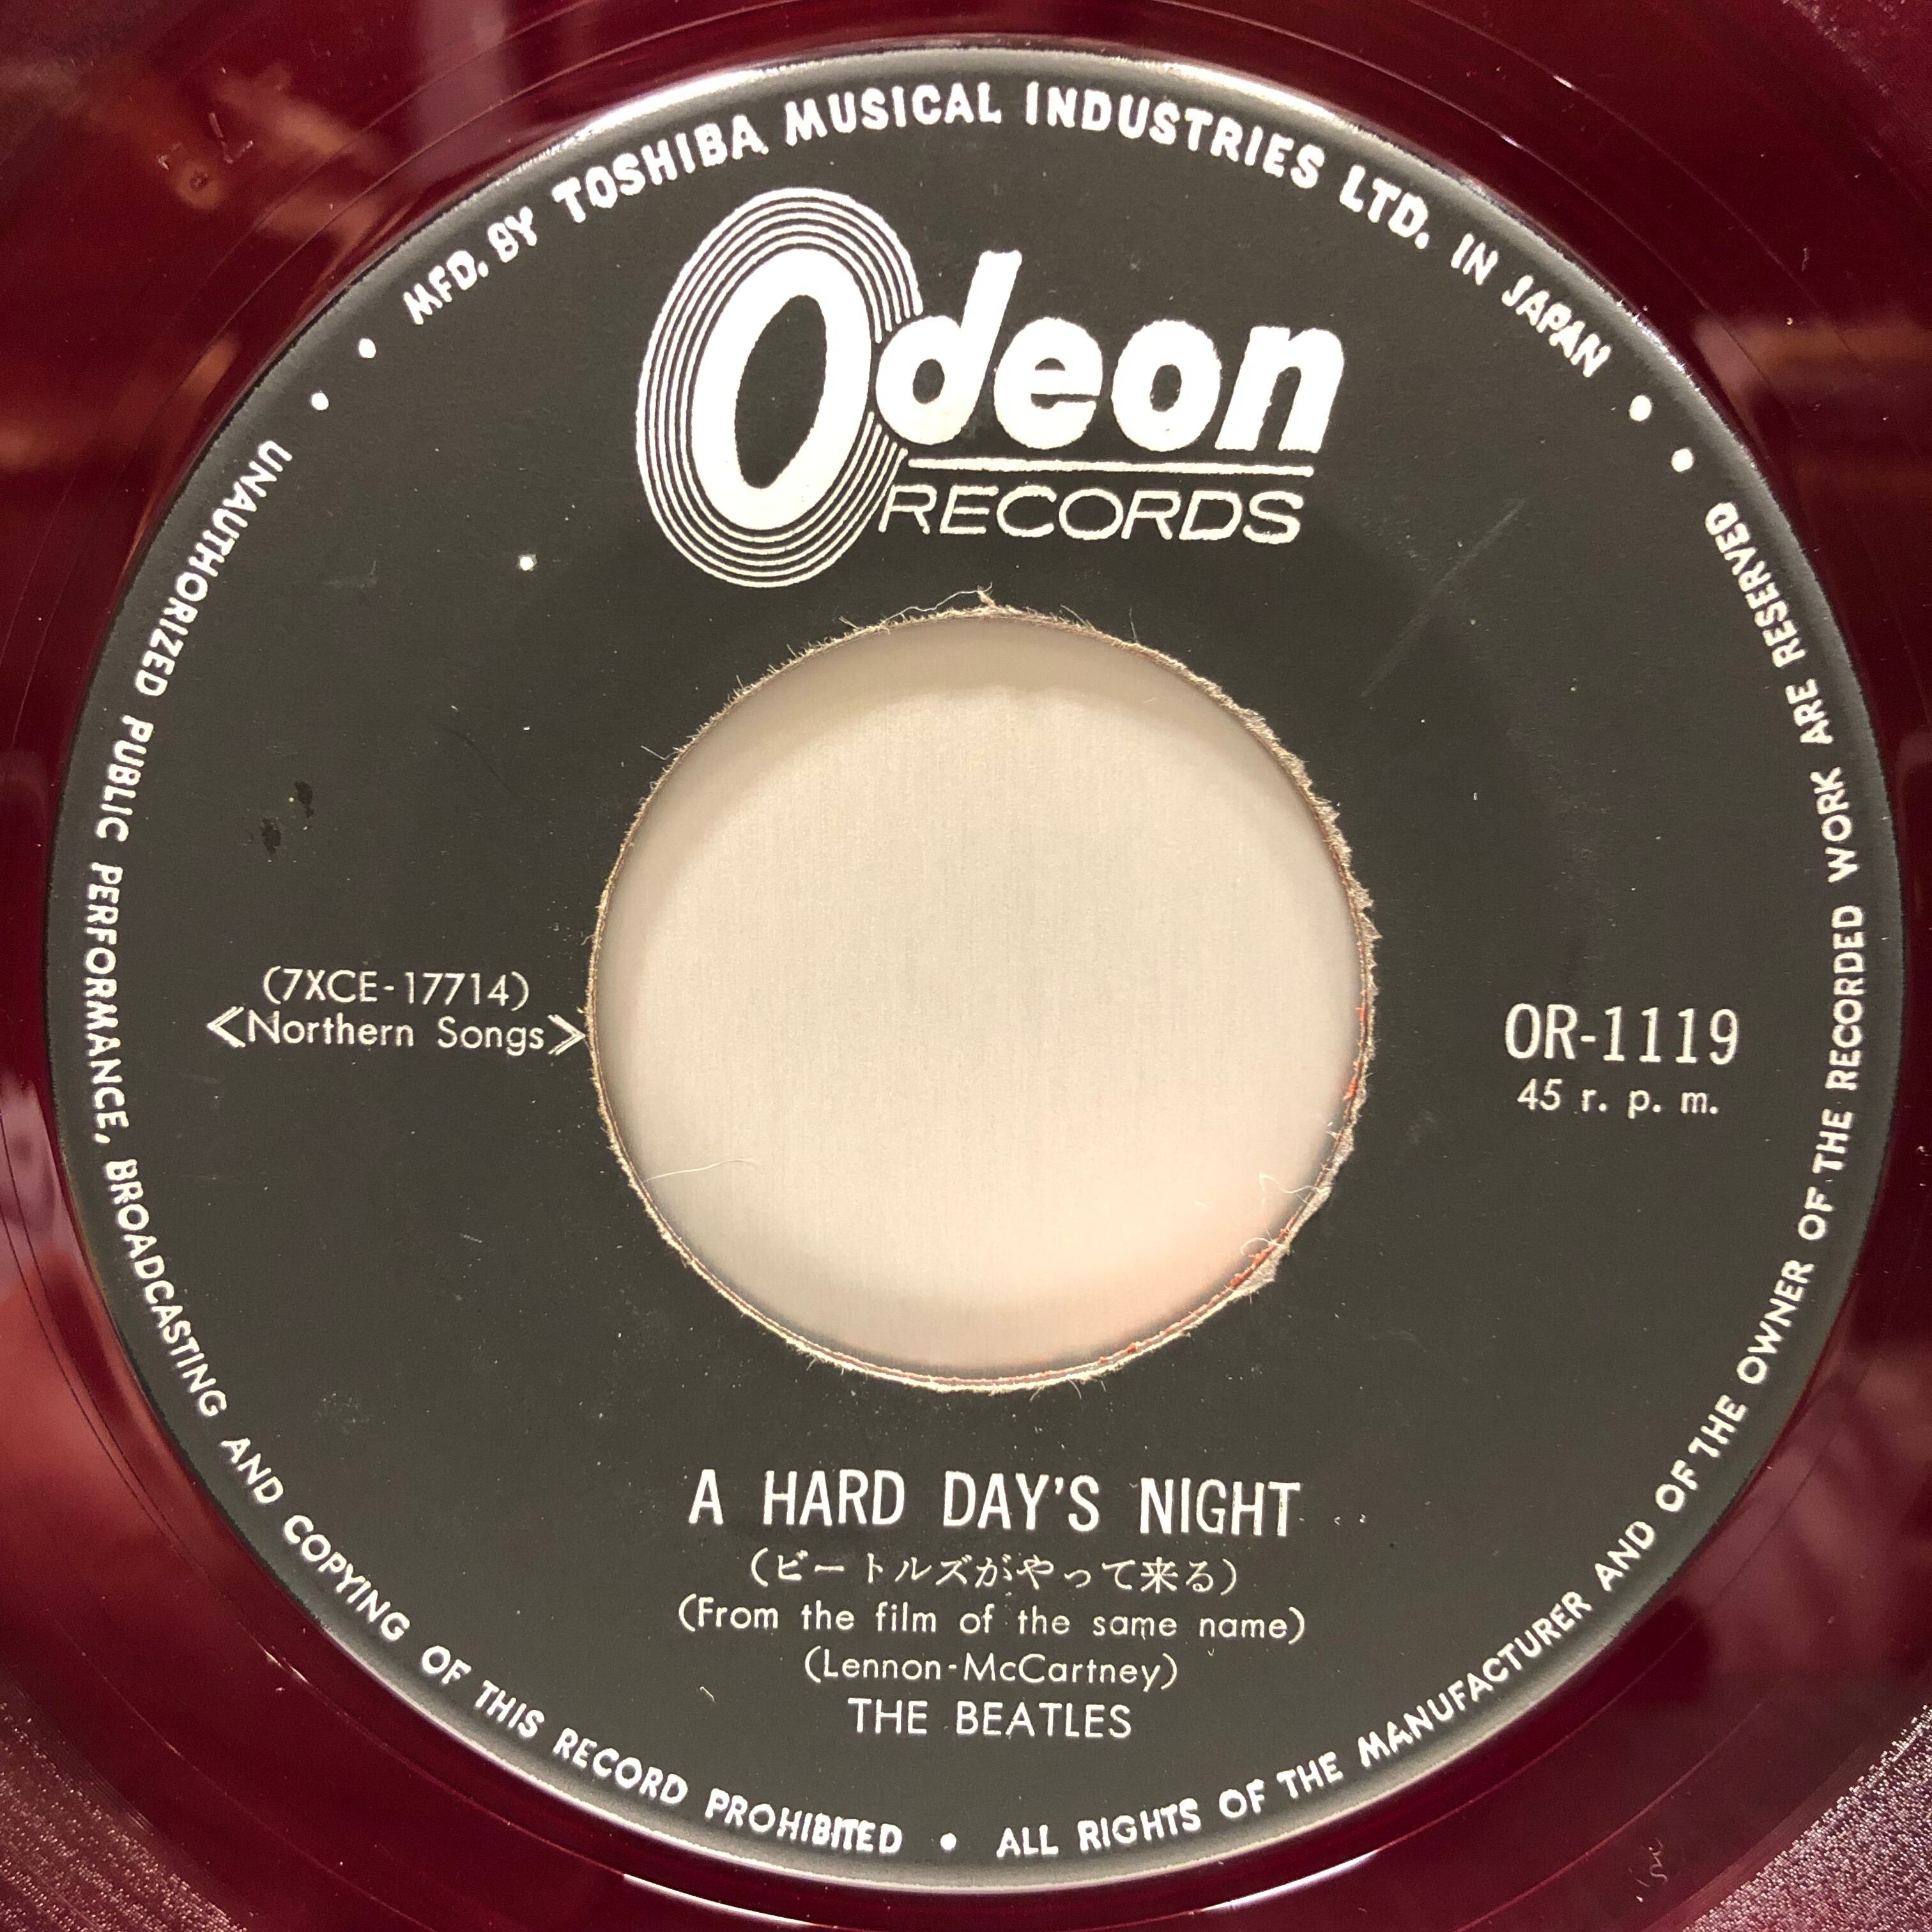 MFD. BY TOSHIBA MUSICAL INDUSTRIES LTD. IN JAPAN
Odeon
RECORDS
(7XCE-17714)
≪Northern Songs≫
OR-1119
45 r. p. m.
A HARD DAY'S NIGHT
(ビートルズがやって来る)
(From the film of the same name)
(Lennon-McCartney)
THE BEATLES
UNAUTHORIZED PUBLIC PERFORMANCE, BROADCASTING AND COPYING OF THIS RECORD PROHIBITED • ALL RIGHTS OF THE MANUFACTURER AND OF THE OWNER OF THE RECORDED WORK ARE RESERVED